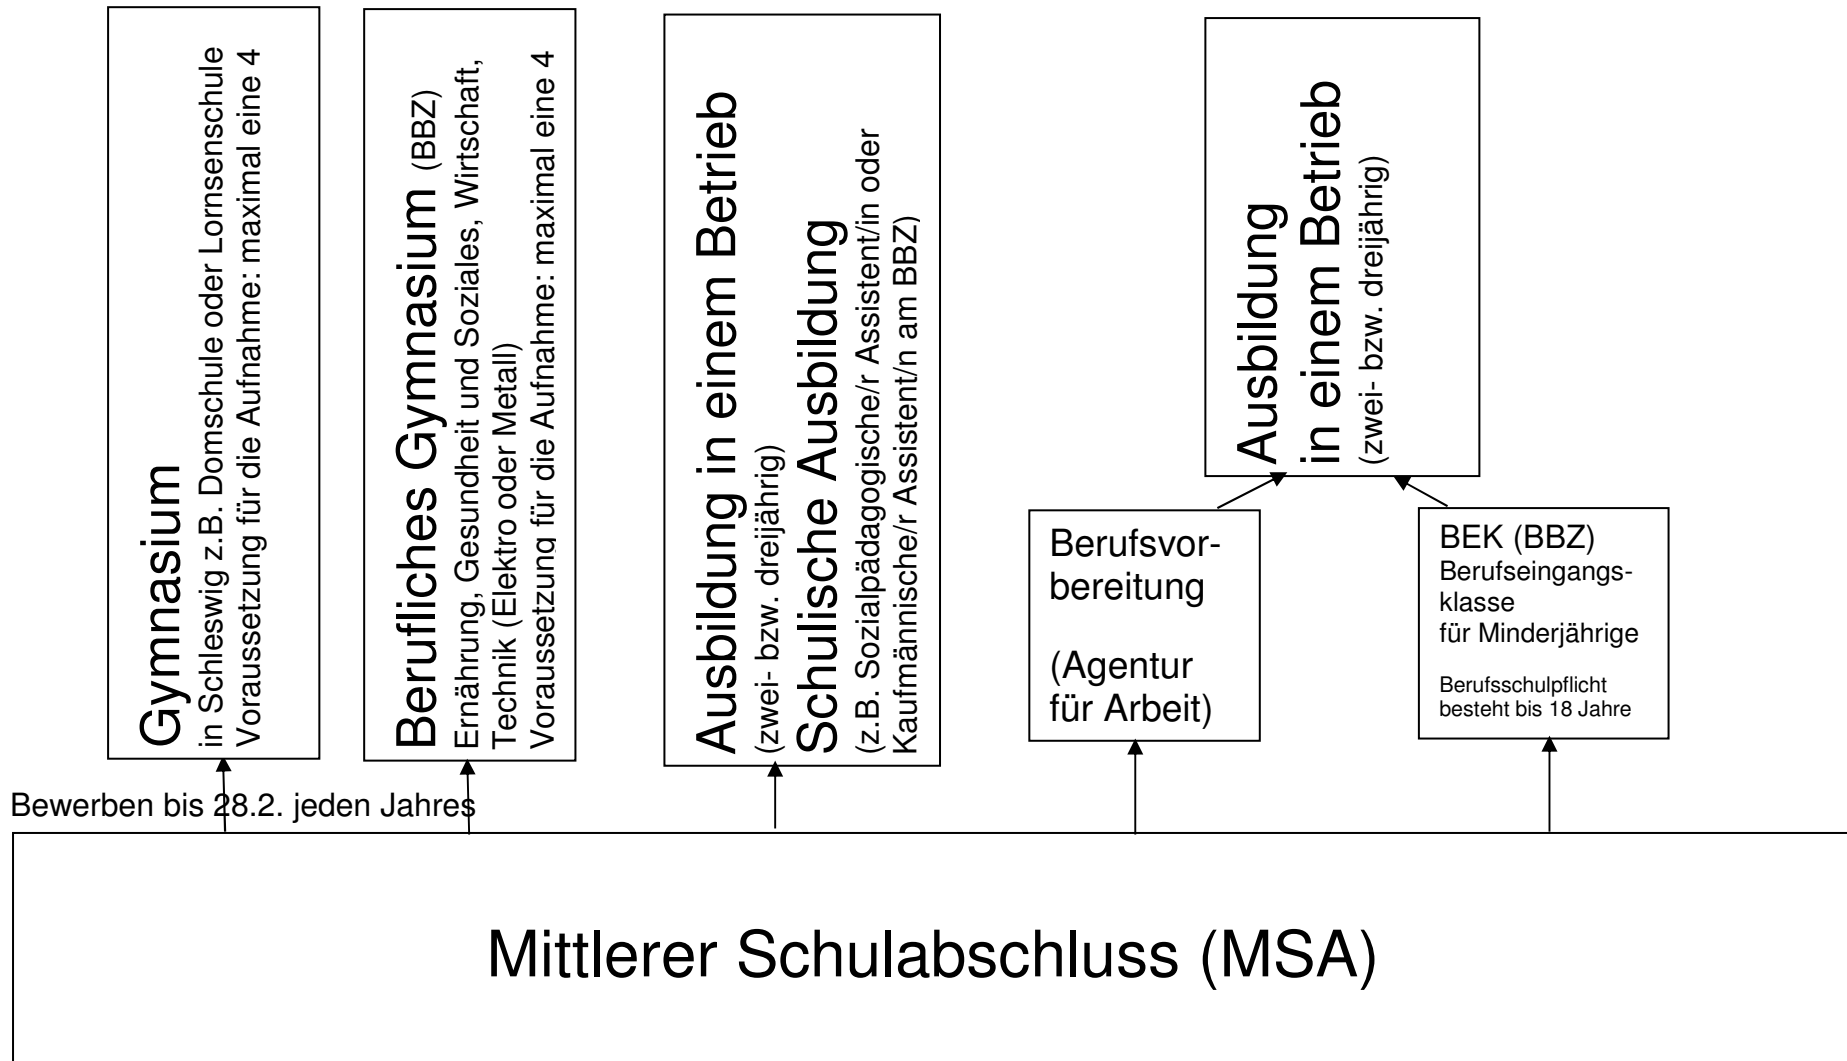 Gymnasium
in Schleswig z.B. Domschule oder Lornsenschule
Voraussetzung für die Aufnahme: maximal eine 4
Berufliches Gymnasium (BBZ)
Ernährung, Gesundheit und Soziales, Wirtschaft,
Technik (Elektro oder Metall)
Voraussetzung für die Aufnahme: maximal eine 4
Ausbildung in einem Betrieb
(zwei- bzw. dreijährig)
Schulische Ausbildung
(z.B. Sozialpädagogische/r Assistent/in oder
Kaufmännische/r Assistent/n am BBZ)
Ausbildung
in einem Betrieb
(zwei- bzw. dreijährig)
Berufsvor-
bereitung
(Agentur
für Arbeit)
BEK (BBZ)
Berufseingangs-
klasse
für Minderjährige
Berufsschulpflicht
besteht bis 18 Jahre
Bewerben bis 28.2. jeden Jahres
Mittlerer Schulabschluss (MSA)